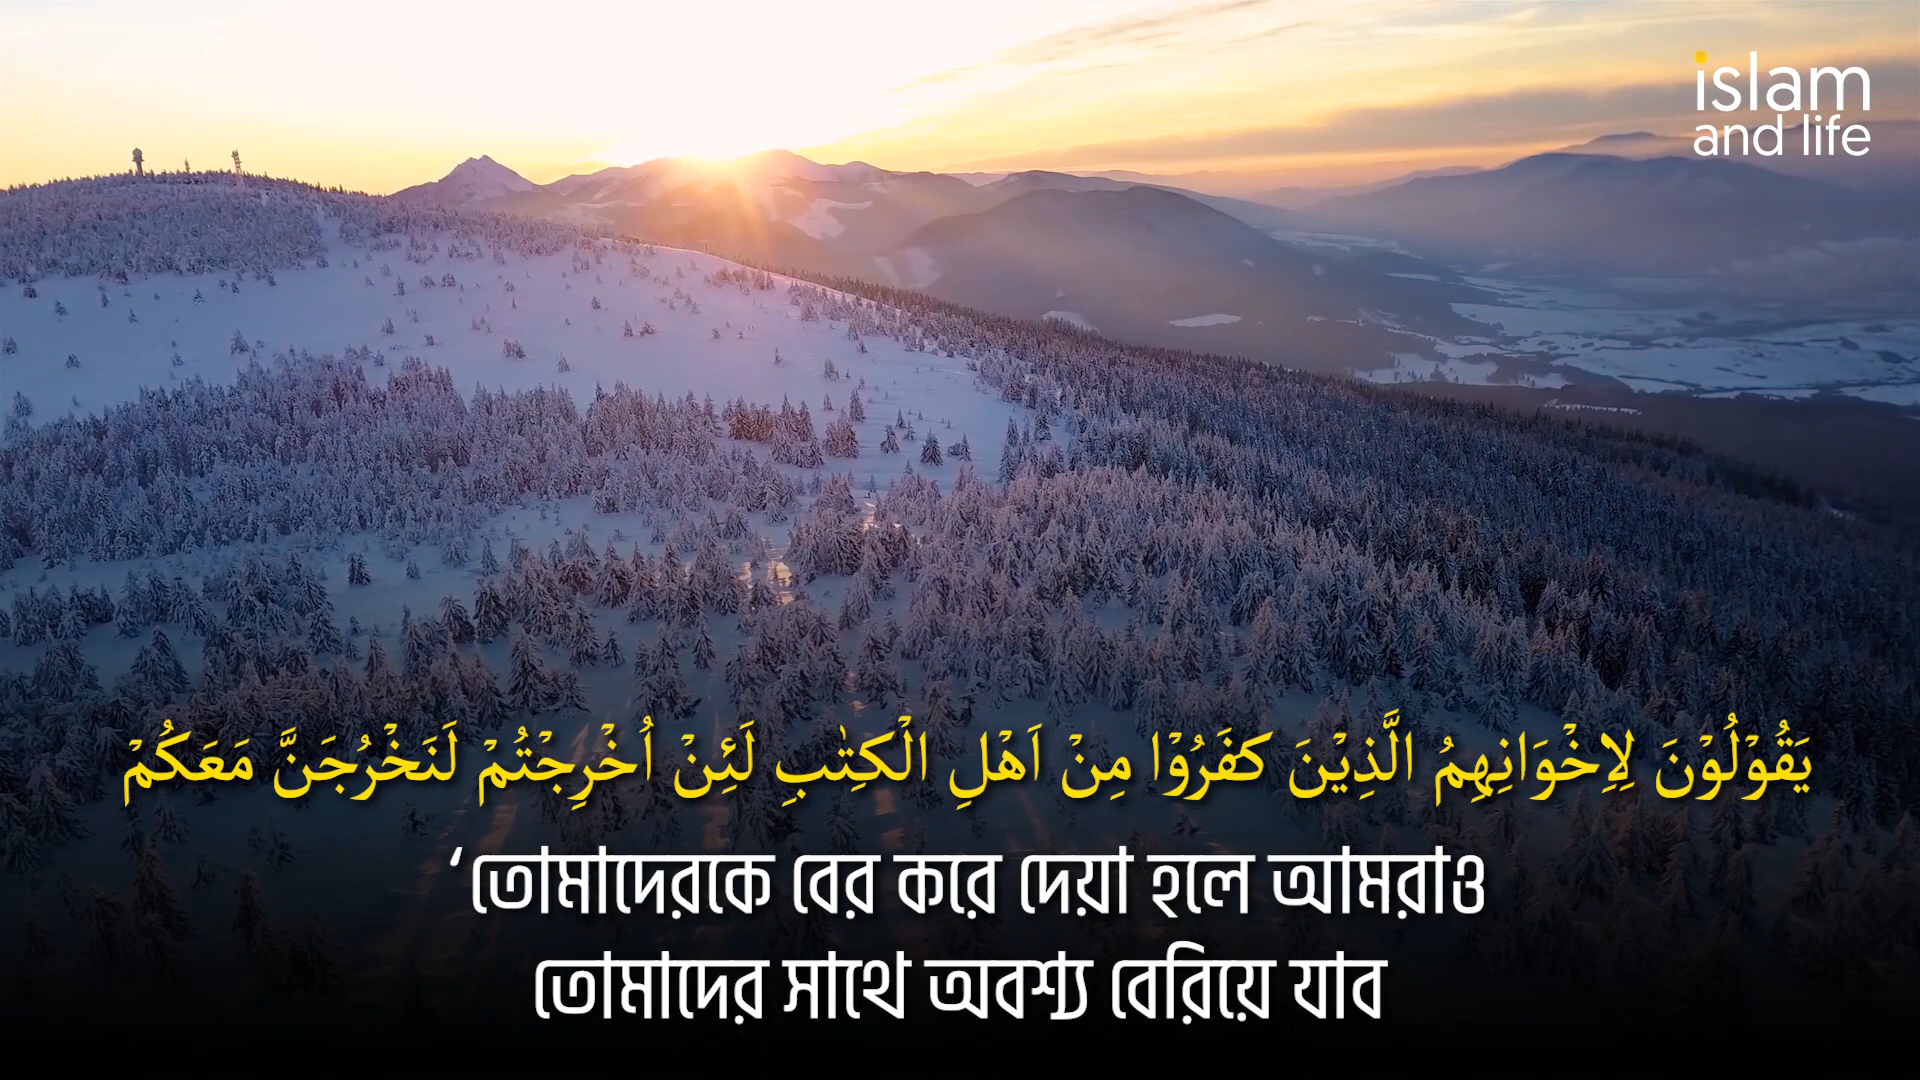 islam
and life
يَقُوْلُوْنَ لِاِخْوَانِهِمُ الَّذِيْنَ كَفَرُوْا مِنْ اَهْلِ الْكِتٰبِ لَئِنْ اُخْرِجْتُمْ لَنَخْرُجَنَّ مَعَكُمْ
‘তোমাদেরকে বের করে দেয়া হলে আমরাও
তোমাদের সাথে অবশ্য বেরিয়ে যাব